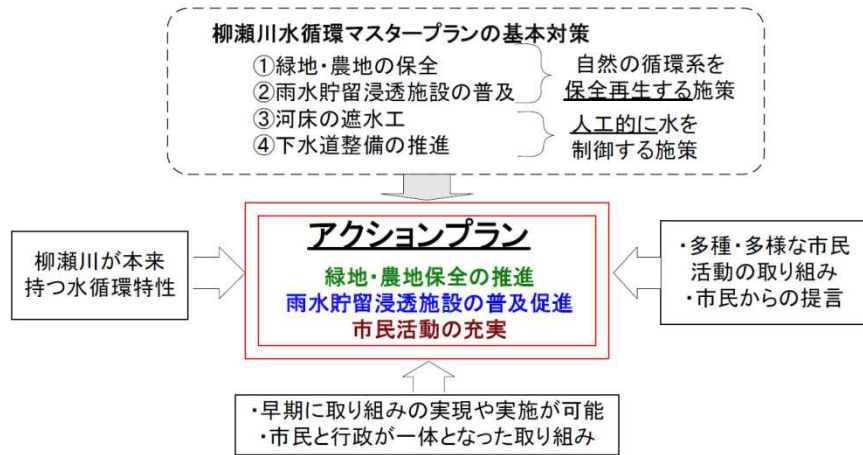 柳瀬川水循環マスタープランの基本対策
①緑地・農地の保全
②雨水貯留浸透施設の普及
自然の循環系を
保全再生する施策
③河床の遮水工
④下水道整備の推進
人工的に水を
制御する施策
アクションプラン
緑地・農地保全の推進
雨水貯留浸透施設の普及促進
市民活動の充実
柳瀬川が本来
持つ水循環特性
・多種・多様な市民
活動の取り組み
・市民からの提言
・早期に取り組みの実現や実施が可能
・市民と行政が一体となった取り組み